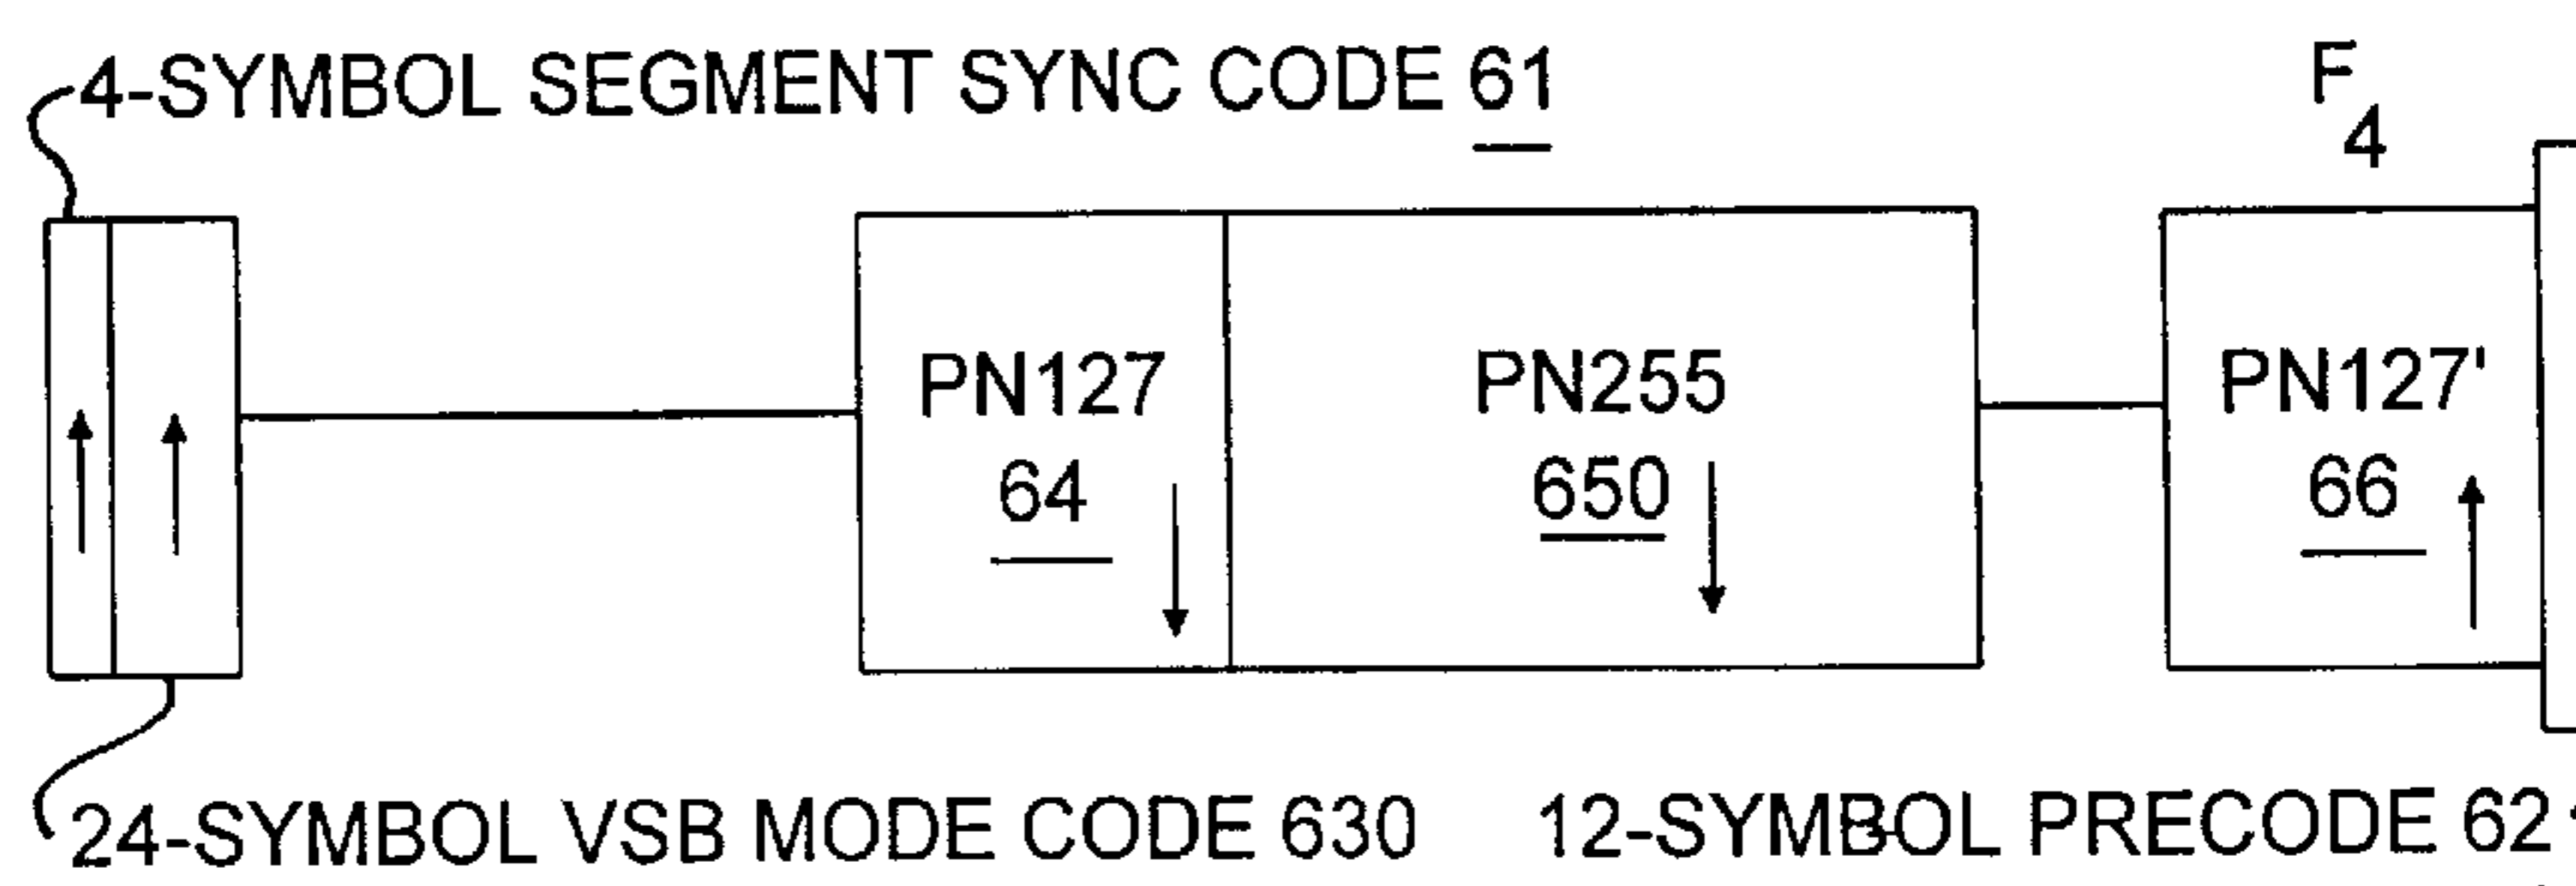 4-SYMBOL SEGMENT SYNC CODE 61
F
4
PN127
64
PN255
650
PN127'
66
24-SYMBOL VSB MODE CODE 630
12-SYMBOL PRECODE 62